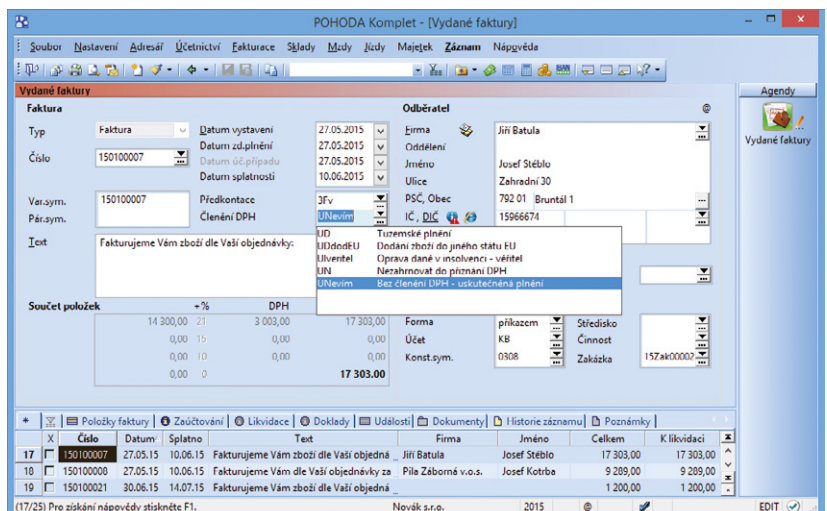 POHODA Komplet - [Vydané faktury]
Soubor Nastavení Adresář Účetnictví Fakturace Sklady Mzdy Jízdy Majetek Záznam Nápověda
Vydané faktury
Agendy
Vydané faktury
Faktura
Odběratel @
Typ Faktura Datum vystavení 27.05.2015 Firma Jiří Batula
Datum zd.plnění 27.05.2015 Oddělení
Číslo 150100007 Datum úč.případu 27.05.2015 Jméno Josef Stéblo
Datum splatnosti 10.06.2015 Ulice Zahradní 30
Var.sym. 150100007 Předkontace 3Fv PSČ, Obec 792 01 Bruntál 1
Pár.sym. Členění DPH UNevím IČ, DIČ 15966674
Text Fakturujeme Vám zboží dle Vaší objednávky:
UD Tuzemské plnění
UDdodEU Dodání zboží do jiného státu EU
UIveritel Oprava daně v insolvenci - věřitel
UN Nezahrnovat do přiznání DPH
UNevím Bez členění DPH - uskutečněná plnění
Součet položek +% DPH
14 300,00 21 3 003,00 17 303,00 Forma příkazem Středisko
0,00 15 0,00 0,00 Účet KB Činnost
0,00 10 0,00 0,00 Konst.sym. 0308 Zakázka 15Zak00002
0,00 0 17 303.00
* Položky faktury Zaúčtování Likvidace Doklady Události Dokumenty Historie záznamu Poznámky
X Číslo Datum Splatno Text Firma Jméno Celkem K likvidaci
17 150100007 27.05.15 10.06.15 Fakturujeme Vám zboží dle Vaší objedná Jiří Batula Josef Stéblo 17 303,00 17 303,00
18 150100008 27.05.15 10.06.15 Fakturujeme Vám dle Vaší objednávky za Pila Záborná v.o.s. Josef Kotrba 9 289,00 9 289,00
19 150100021 30.06.15 14.07.15 Fakturujeme Vám zboží dle Vaší objedná 1 200,00 1 200,00
(17/25) Pro získání nápovědy stiskněte F1. Novák s.r.o. 2015 @ EDIT